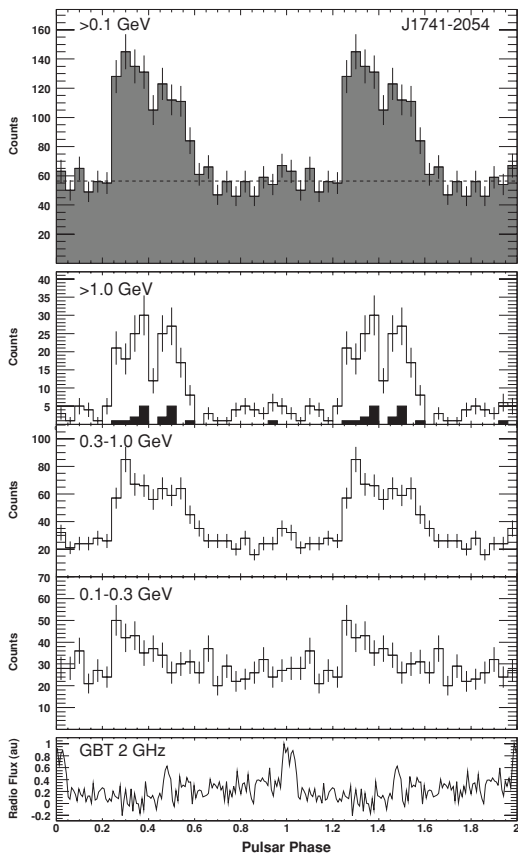 >0.1 GeV
J1741-2054
160
140
120
100
80
60
40
20
Counts
>1.0 GeV
40
35
30
25
20
15
10
5
Counts
0.3-1.0 GeV
100
80
60
40
20
Counts
0.1-0.3 GeV
70
60
50
40
30
20
10
Counts
GBT 2 GHz
1
0.8
0.6
0.4
0.2
0
-0.2
Radio Flux (au)
0 0.2 0.4 0.6 0.8 1 1.2 1.4 1.6 1.8 2
Pulsar Phase